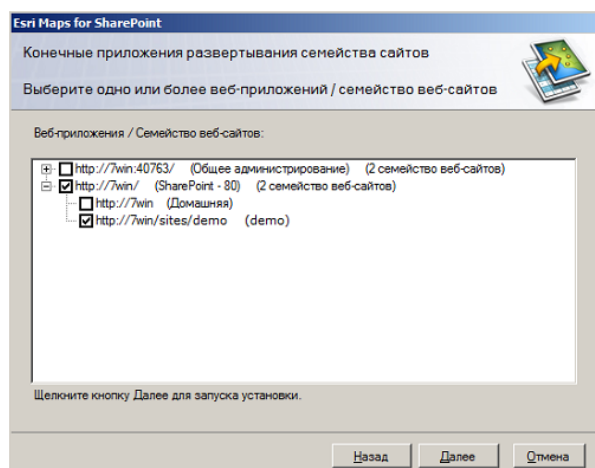 Esri Maps for SharePoint
Конечные приложения развертывания семейства сайтов
Выберите одно или более веб-приложений / семейство веб-сайтов
Веб-приложения / Семейство веб-сайтов:
http://7win:40763/ (Общее администрирование) (2 семейство веб-сайтов)
http://7win/ (SharePoint - 80) (2 семейство веб-сайтов)
http://7win (Домашняя)
http://7win/sites/demo (demo)
Щелкните кнопку Далее для запуска установки.
Назад Далее Отмена